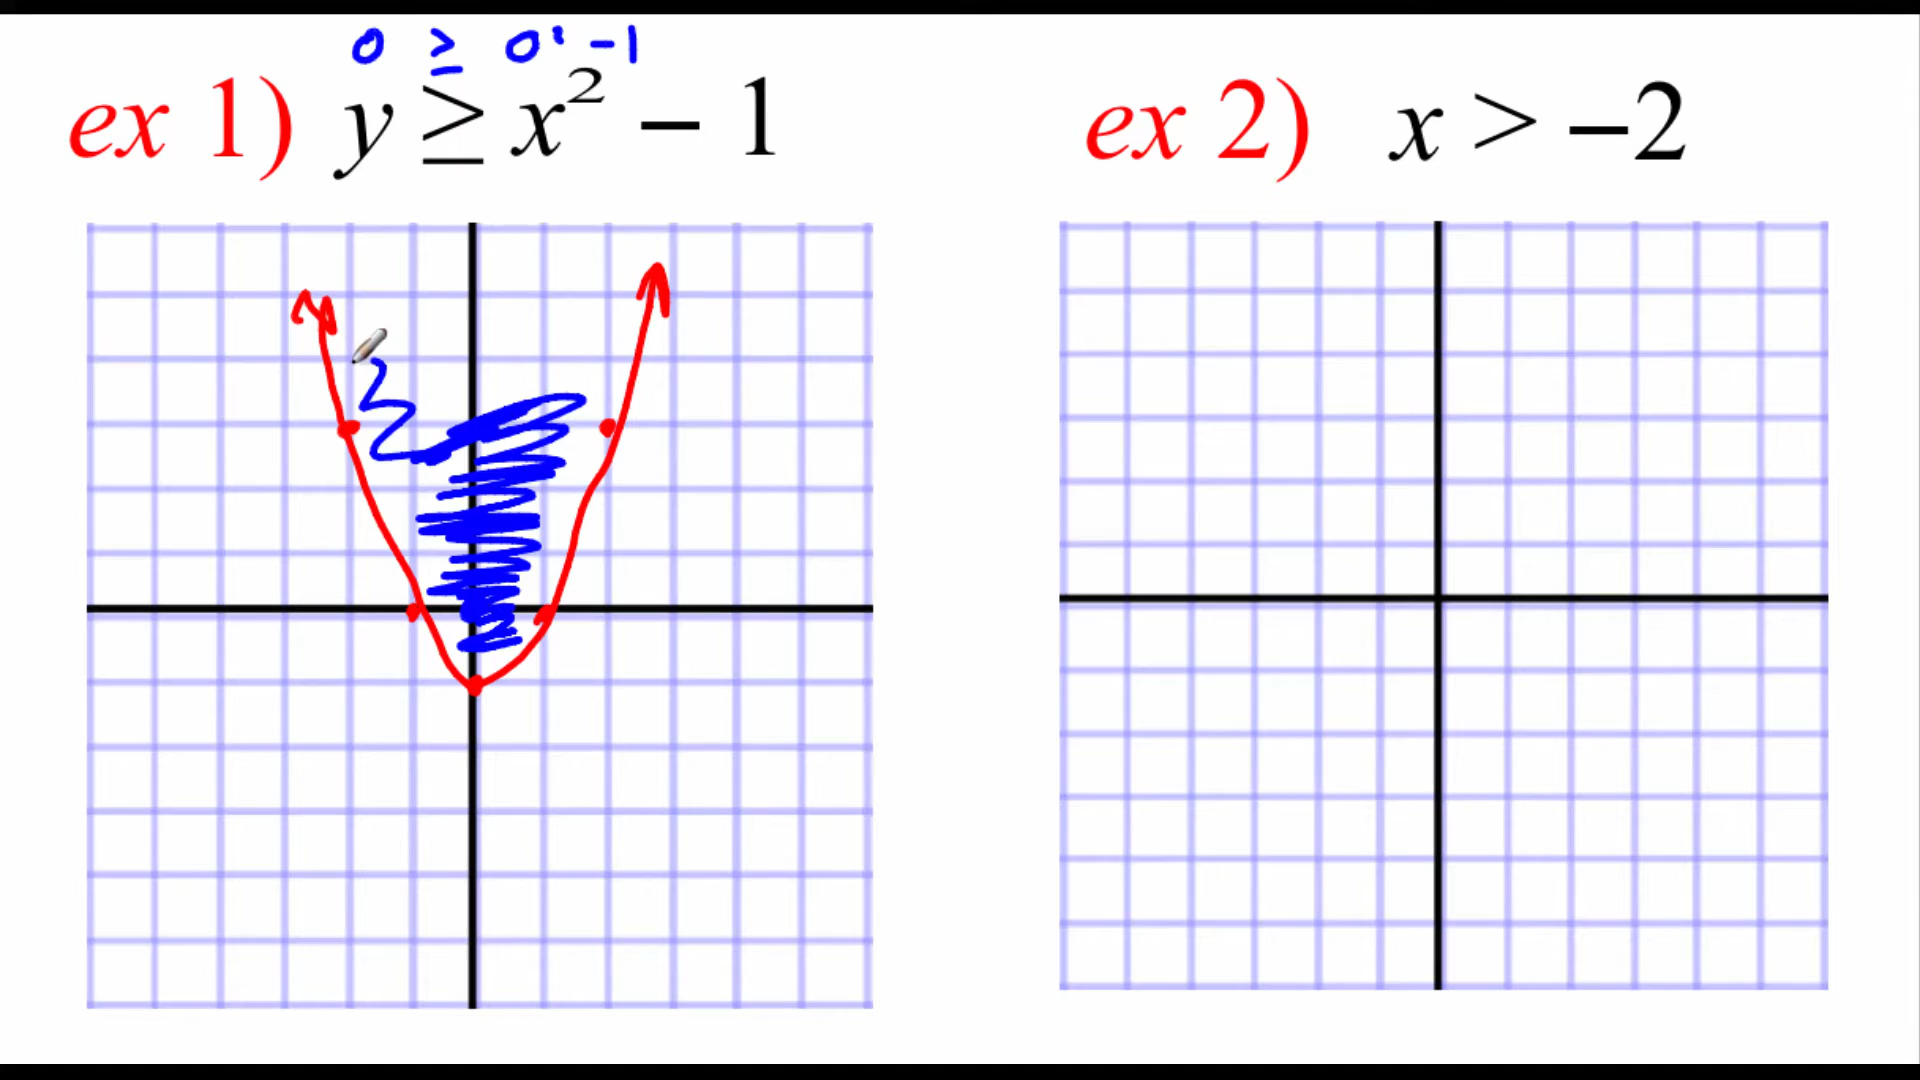 0 ≥ 0² -1
ex 1) y ≥ x² − 1
ex 2) x > −2